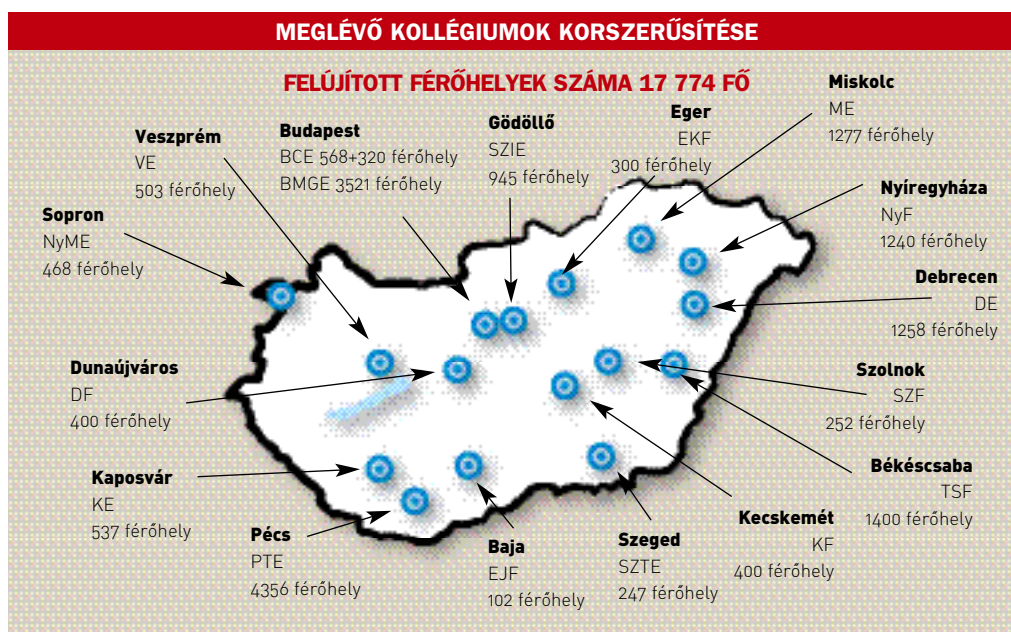 MEGLÉVŐ KOLLÉGIUMOK KORSZERŰSÍTÉSE
FELÚJÍTOTT FÉRŐHELYEK SZÁMA 17 774 FŐ
Miskolc
ME
1277 férőhely
Eger
EKF
300 férőhely
Gödöllő
SZIE
945 férőhely
Budapest
BCE 568+320 férőhely
BMGE 3521 férőhely
Veszprém
VE
503 férőhely
Nyíregyháza
NyF
1240 férőhely
Sopron
NyME
468 férőhely
Debrecen
DE
1258 férőhely
Dunaújváros
DF
400 férőhely
Szolnok
SZF
252 férőhely
Kaposvár
KE
537 férőhely
Békéscsaba
TSF
1400 férőhely
Pécs
PTE
4356 férőhely
Baja
EJF
102 férőhely
Szeged
SZTE
247 férőhely
Kecskemét
KF
400 férőhely